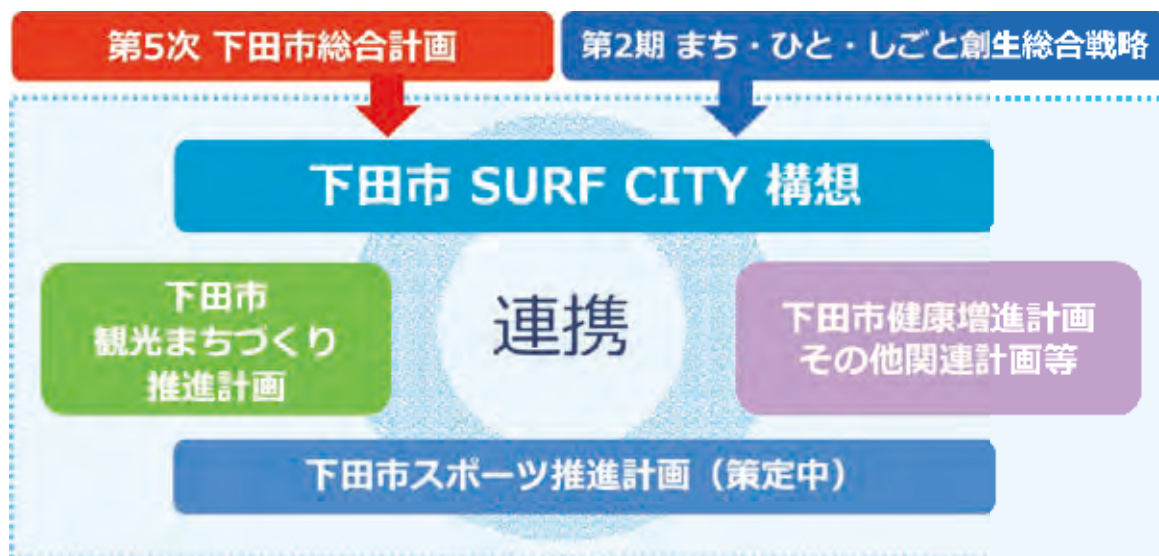 第5次 下田市総合計画
第2期 まち・ひと・しごと創生総合戦略
下田市 SURF CITY 構想
下田市
観光まちづくり
推進計画
連携
下田市健康増進計画
その他関連計画等
下田市スポーツ推進計画（策定中）